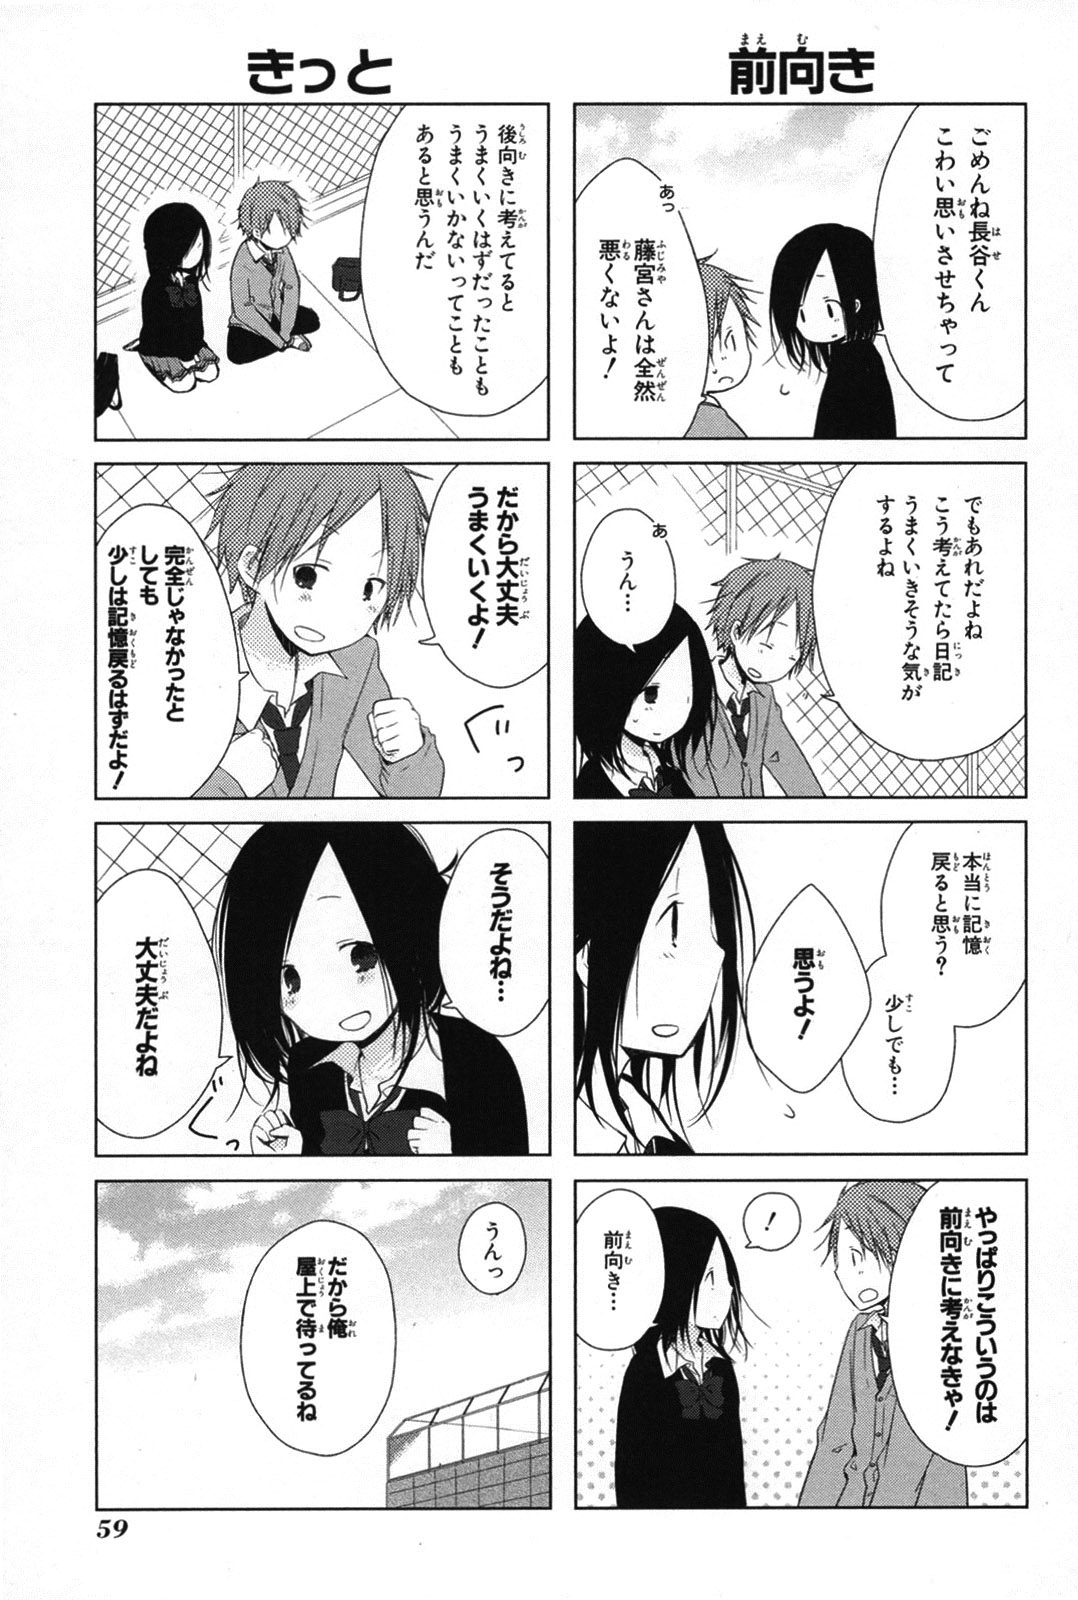 前向き
ごめんね長谷くん
こわい思いさせちゃって
あっ
藤宮さんは全然
悪くないよ!
でもあれだよね
こう考えてたら日記
うまくいきそうな気が
するよね
あ
うん…
本当に記憶
戻ると思う?
少しでも…
思うよ!
やっぱりこういうのは
前向きに考えなきゃ!
!
前向き…
きっと
後向きに考えてると
うまくいくはずだったことも
うまくいかないってことも
あると思うんだ
だから大丈夫
うまくいくよ!
完全じゃなかったと
しても
少しは記憶戻るはずだよ!
ぐっ
そうだよね…
大丈夫だよね
ぐっ
うんっ
だから俺
屋上で待ってるね
59